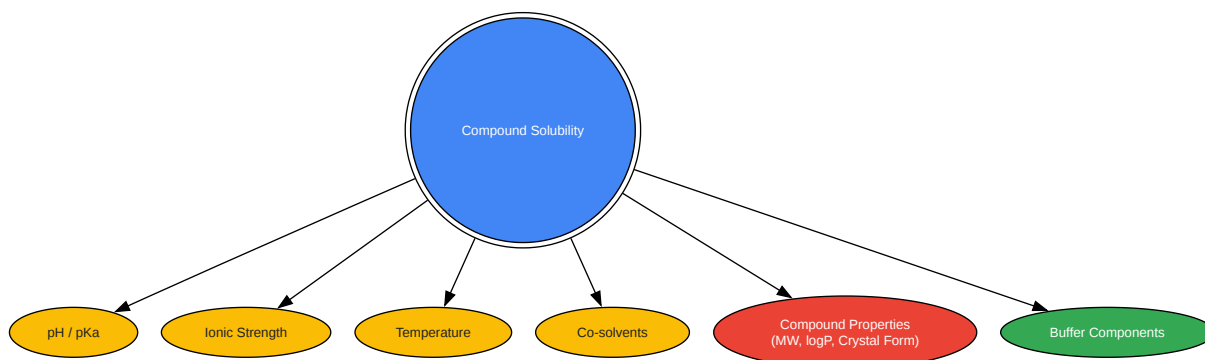 Compound Solubility
pH / pKa
Ionic Strength
Temperature
Co-solvents
Compound Properties
(MW, logP, Crystal Form)
Buffer Components